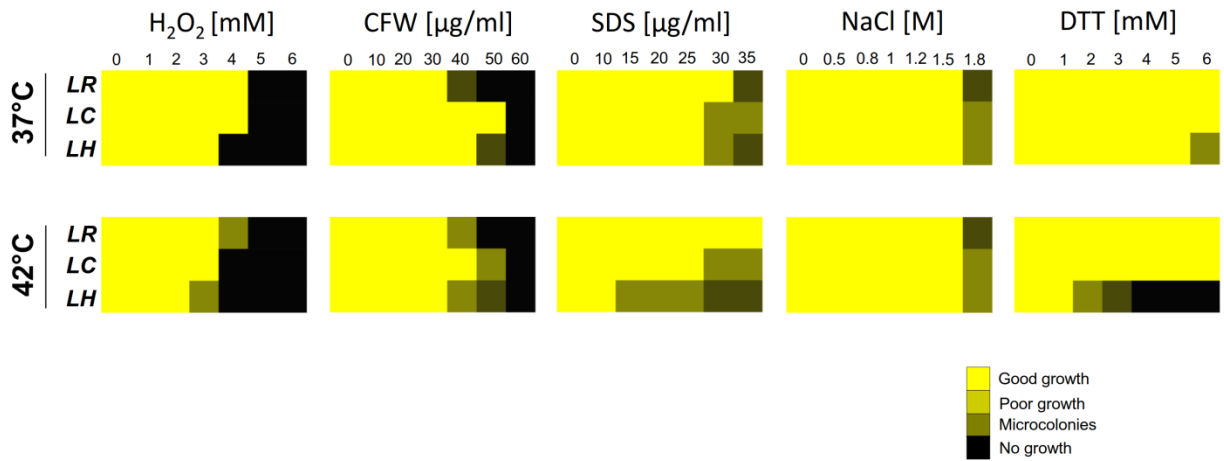 H₂O₂ [mM] CFW [µg/ml] SDS [µg/ml] NaCl [M] DTT [mM]
0 1 2 3 4 5 6 0 10 20 30 40 50 60 0 10 15 20 25 30 35 0 0.5 0.8 1 1.2 1.5 1.8 0 1 2 3 4 5 6
37°C
LR
LC
LH
42°C
LR
LC
LH
Good growth
Poor growth
Microcolonies
No growth